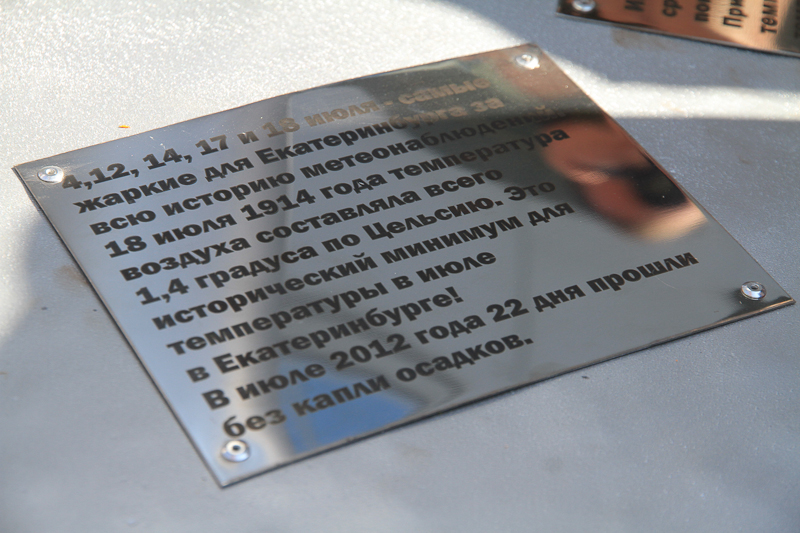 4,12, 14, 17 и 18 июля - самые
жаркие для Екатеринбурга за
всю историю метеонаблюдений.
18 июля 1914 года температура
воздуха составляла всего
1,4 градуса по Цельсию. Это
исторический минимум для
температуры в июле
в Екатеринбурге!
В июле 2012 года 22 дня прошли
без капли осадков.